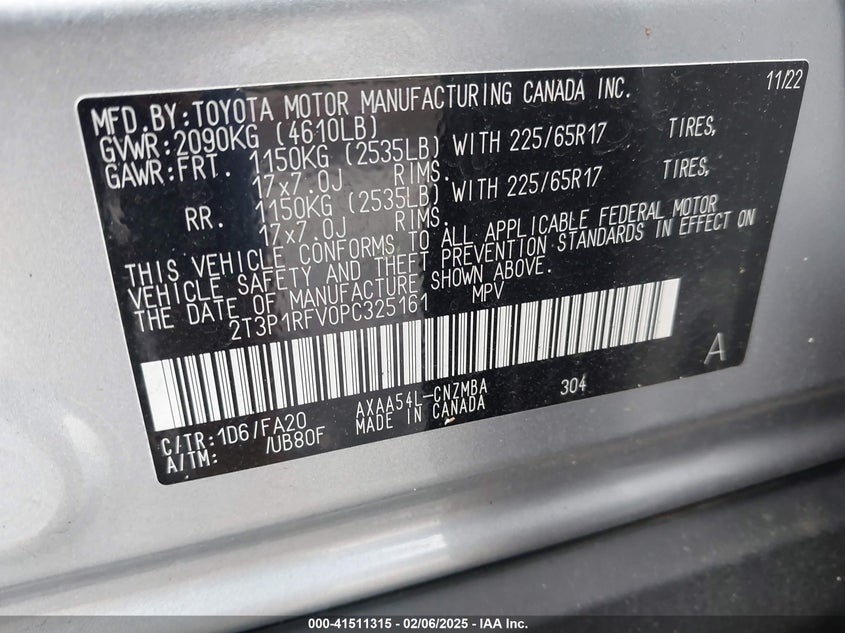 11/22
MFD.BY:TOYOTA MOTOR MANUFACTURING CANADA INC.
GVWR:2090KG (4610LB)
GAWR:FRT. 1150KG (2535LB) WITH 225/65R17 TIRES,
17x7.0J RIMS.
RR. 1150KG (2535LB) WITH 225/65R17 TIRES,
17x7.0J RIMS.
THIS VEHICLE CONFORMS TO ALL APPLICABLE FEDERAL MOTOR
VEHICLE SAFETY AND THEFT PREVENTION STANDARDS IN EFFECT ON
THE DATE OF MANUFACTURE SHOWN ABOVE.
2T3P1RFV0PC325161 MPV
A
C/TR:1D6/FA20 AXAA54L-CNZMBA 304
A/TM: /UB80F MADE IN CANADA
000-41511315 - 02/06/2025 - IAA Inc.